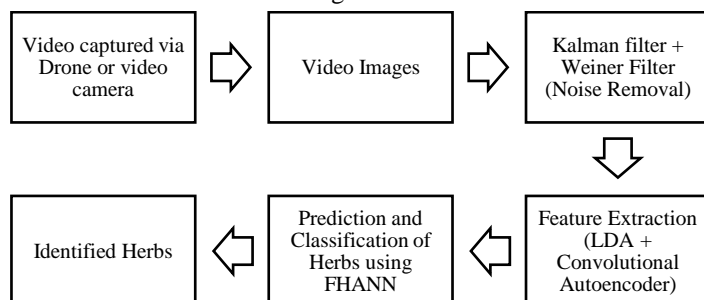 Video captured via
Drone or video
camera
Video Images
Kalman filter +
Weiner Filter
(Noise Removal)
Feature Extraction
(LDA +
Convolutional
Autoencoder)
Prediction and
Classification of
Herbs using
FHANN
Identified Herbs